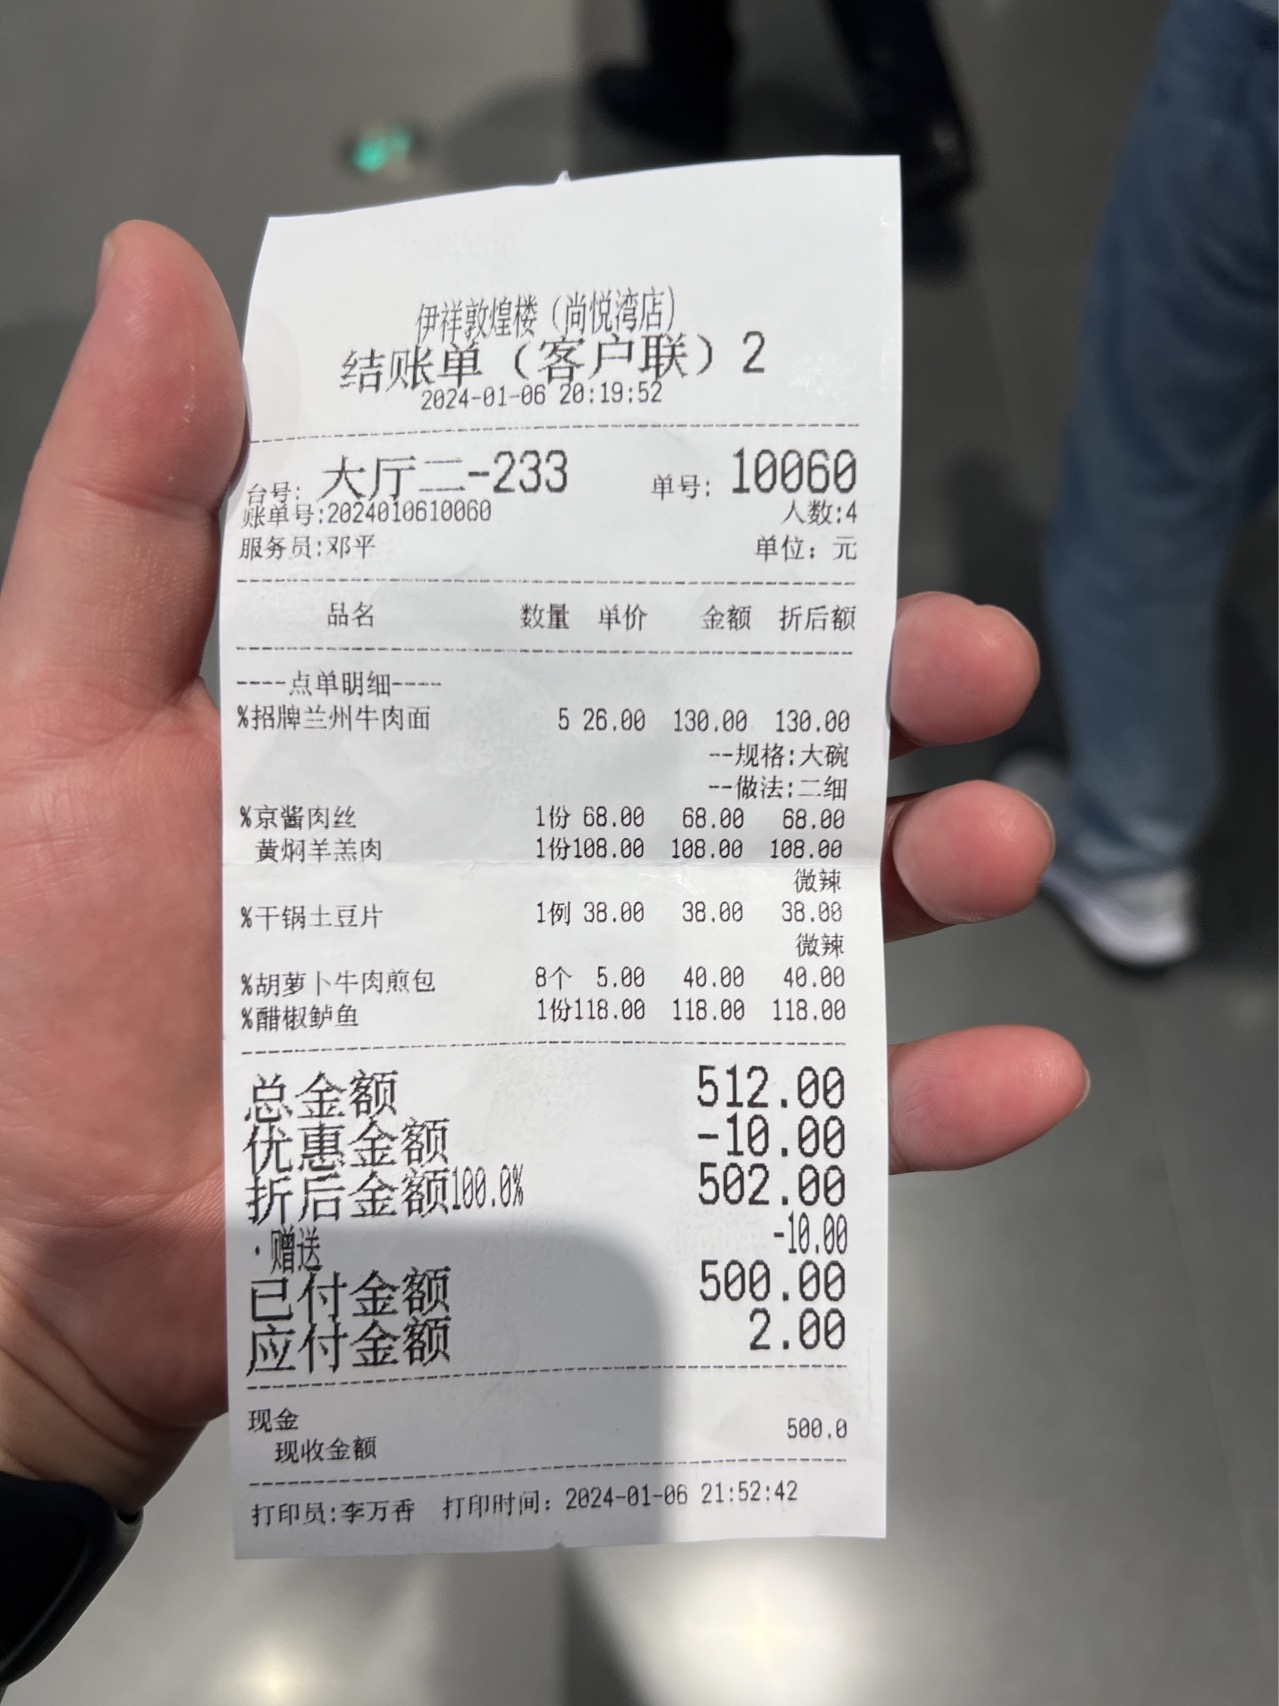 伊祥敦煌楼（尚悦湾店）
结账单（客户联）2
2024-01-06 20:19:52
台号: 大厅二-233 单号: 10060
账单号:2024010610060 人数:4
服务员:邓平 单位: 元
品名 数量 单价 金额 折后额
----点单明细----
%招牌兰州牛肉面 5 26.00 130.00 130.00
--规格:大碗
--做法:二细
%京酱肉丝 1份 68.00 68.00 68.00
黄焖羊羔肉 1份108.00 108.00 108.00
微辣
%干锅土豆片 1例 38.00 38.00 38.00
微辣
%胡萝卜牛肉煎包 8个 5.00 40.00 40.00
%醋椒鲈鱼 1份118.00 118.00 118.00
总金额 512.00
优惠金额 -10.00
折后金额100.0% 502.00
·赠送 -10.00
已付金额 500.00
应付金额 2.00
现金
现收金额 500.0
打印员:李万香 打印时间: 2024-01-06 21:52:42